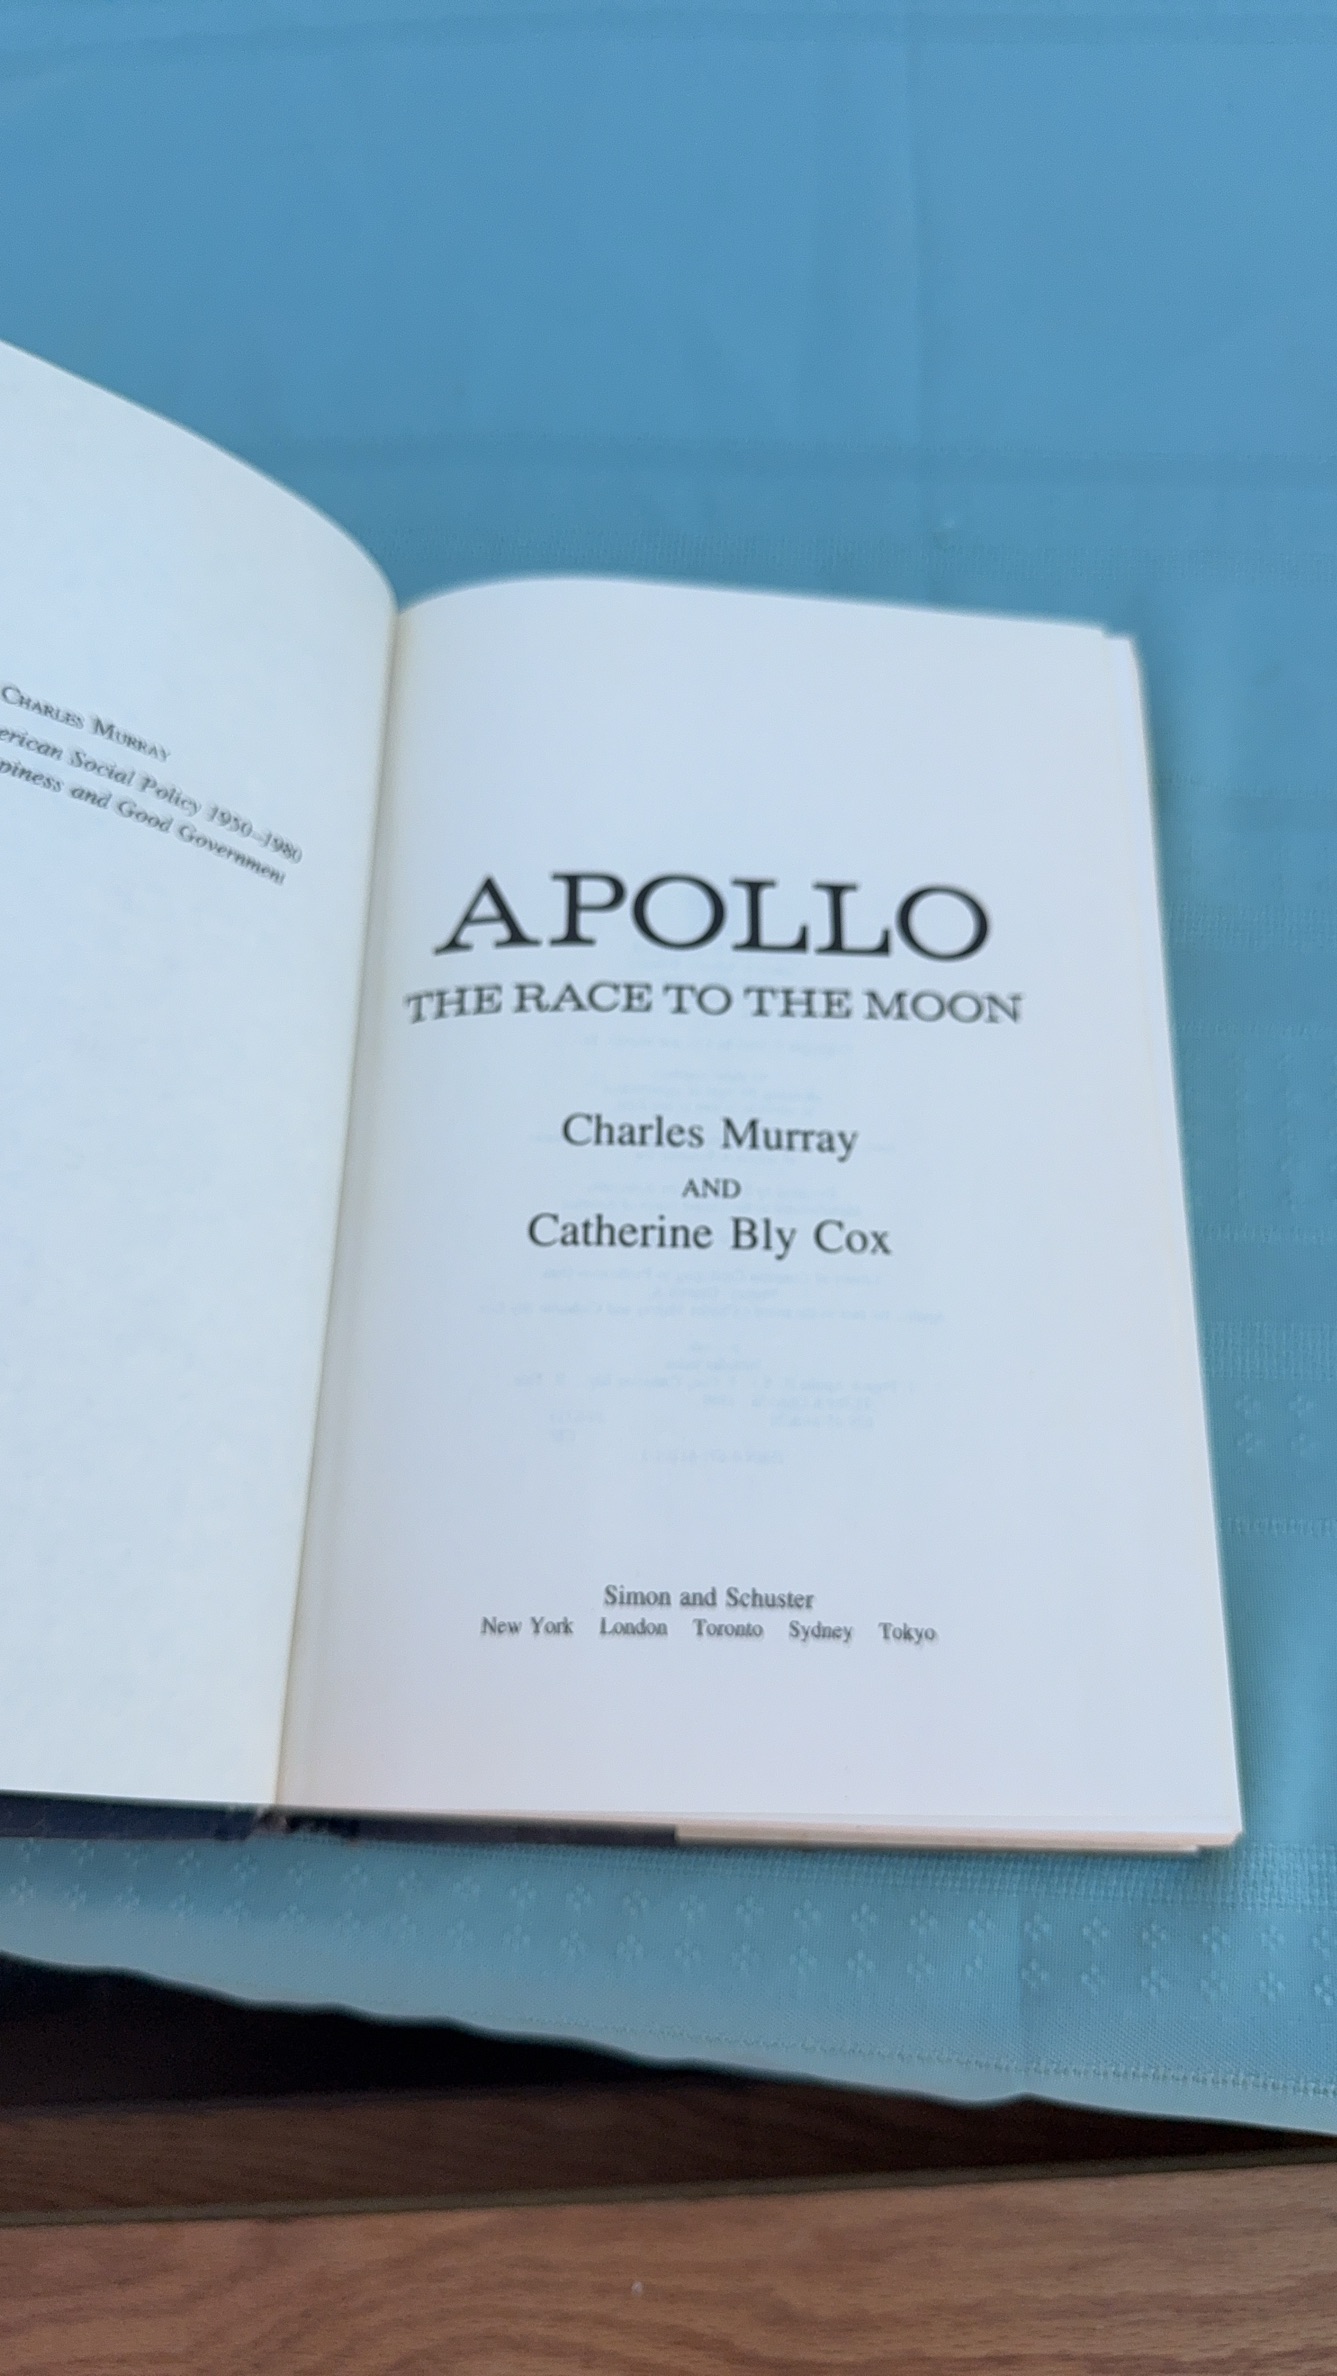 CHARLES MURRAY
erican Social Policy 1950–1980
piness and Good Government
APOLLO
THE RACE TO THE MOON
Charles Murray
AND
Catherine Bly Cox
Simon and Schuster
New York London Toronto Sydney Tokyo